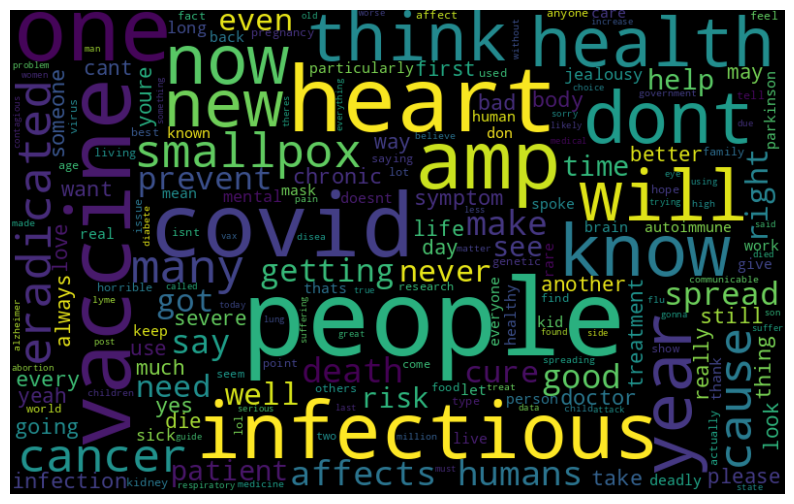 one
vaccine
now
new
think
health
heart
dont
people
covid
amp
will
infectious
know
year
cause
eradicated
smallpox
cancer
many
death
humans
affects
spread
prevent
getting
never
severe
patient
good
right
risk
cure
well
need
say
got
make
see
life
time
help
even
first
symptom
chronic
mental
body
bad
way
day
another
better
jealousy
autoimmune
treatment
parkinson
particularly
youre
someone
always
love
cant
long
back
known
want
living
mean
real
horrible
thats
every
yeah
going
infection
much
use
yes
die
sick
keep
doctor
person
take
deadly
please
look
thing
still
really
thank
work
give
hope
brain
spoke
genetic
healthy
everyone
research
kid
find
flu
rare
family
may
care
anyone
feel
affect
pregnancy
fact
old
worse
without
increase
man
women
problem
contagious
virus
something
theres
everything
used
human
don
believe
saying
lot
doesnt
mask
pain
isnt
issue
age
best
diabete
vax
disea
less
matter
called
true
today
seem
lung
suffering
great
point
come
others
food
let
treat
type
live
last
two
million
must
data
child
attack
side
found
spreading
gonna
son
suffer
communicable
died
said
high
using
trying
eye
likely
sorry
choice
government
medical
tell
due
show
actually
state
serious
lol
guide
kidney
respiratory
medicine
children
world
abortion
post
lyme
alzheimer
made